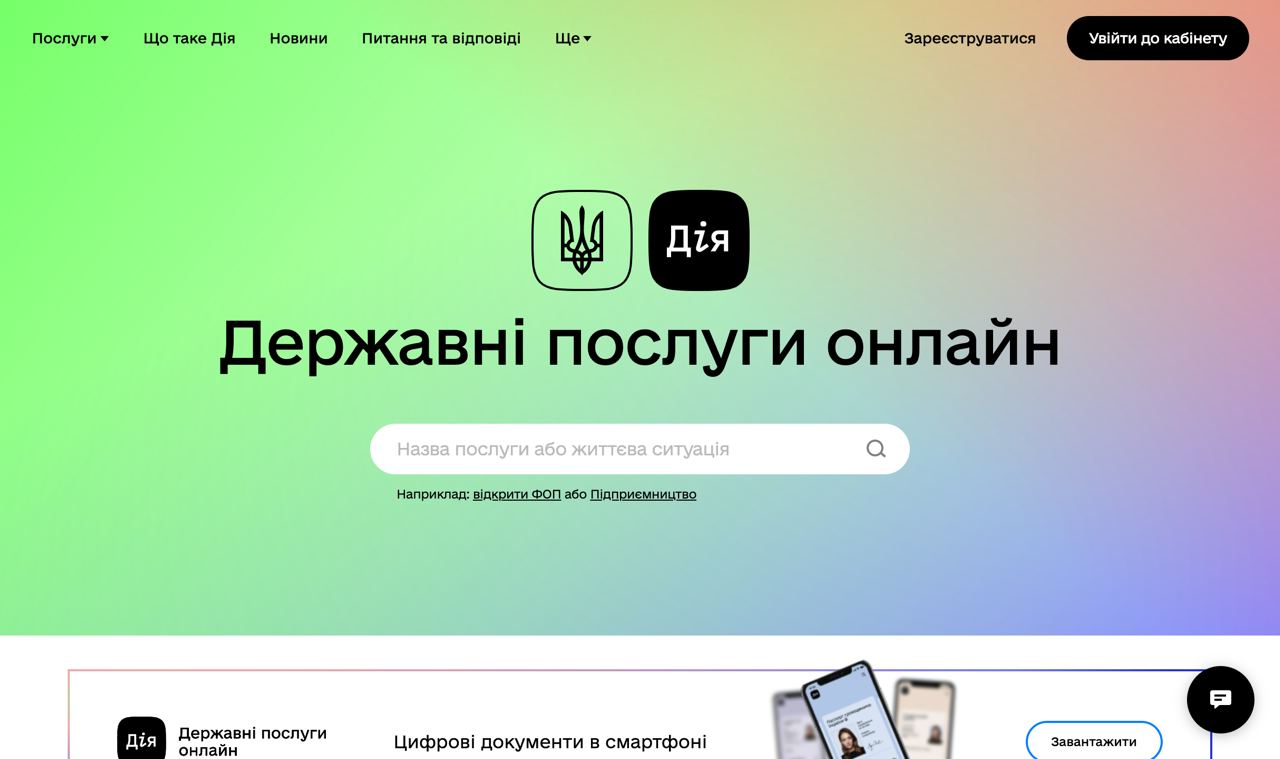 Послуги
Що таке Дія
Новини
Питання та відповіді
Ще
Зареєструватися
Увійти до кабінету
Дія
Державні послуги онлайн
Назва послуги або життєва ситуація
Наприклад: відкрити ФОП або Підприємництво
Дія
Державні послуги
онлайн
Цифрові документи в смартфоні
Завантажити